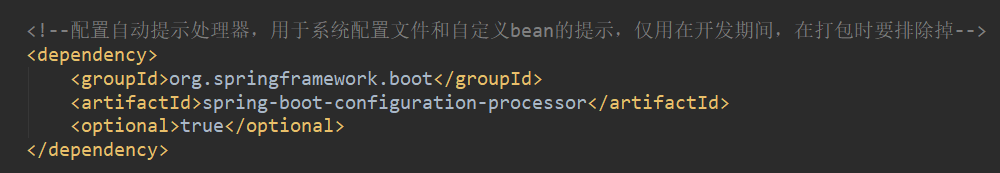 <!--配置自动提示处理器，用于系统配置文件和自定义bean的提示，仅用在开发期间，在打包时要排除掉-->
<dependency>
    <groupId>org.springframework.boot</groupId>
    <artifactId>spring-boot-configuration-processor</artifactId>
    <optional>true</optional>
</dependency>